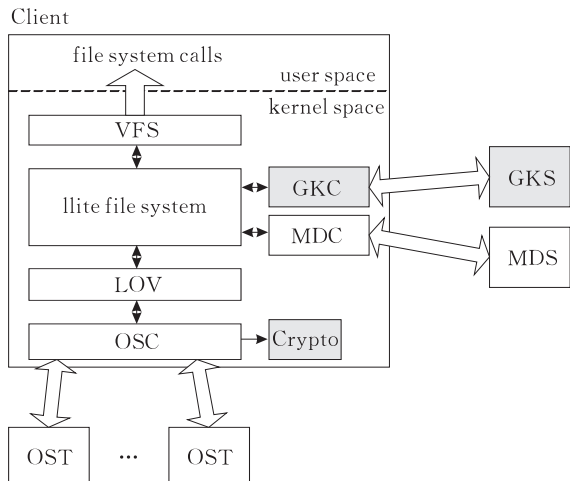 Client
file system calls
user space
kernel space
VFS
llite file system
GKC
GKS
MDC
MDS
LOV
OSC
Crypto
OST
...
OST